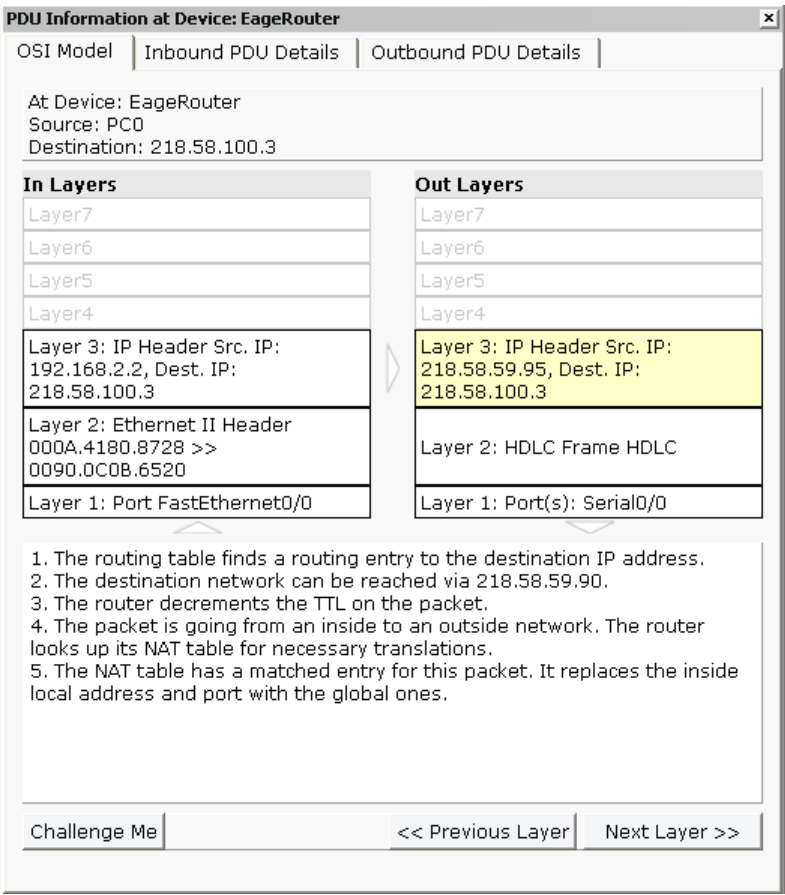 PDU Information at Device: EageRouter
x
OSI Model
Inbound PDU Details
Outbound PDU Details
At Device: EageRouter
Source: PC0
Destination: 218.58.100.3
In Layers
Layer7
Layer6
Layer5
Layer4
Layer 3: IP Header Src. IP:
192.168.2.2, Dest. IP:
218.58.100.3
Layer 2: Ethernet II Header
000A.4180.8728 >>
0090.0C0B.6520
Layer 1: Port FastEthernet0/0
Out Layers
Layer7
Layer6
Layer5
Layer4
Layer 3: IP Header Src. IP:
218.58.59.95, Dest. IP:
218.58.100.3
Layer 2: HDLC Frame HDLC
Layer 1: Port(s): Serial0/0
1. The routing table finds a routing entry to the destination IP address.
2. The destination network can be reached via 218.58.59.90.
3. The router decrements the TTL on the packet.
4. The packet is going from an inside to an outside network. The router
looks up its NAT table for necessary translations.
5. The NAT table has a matched entry for this packet. It replaces the inside
local address and port with the global ones.
Challenge Me
<< Previous Layer
Next Layer >>